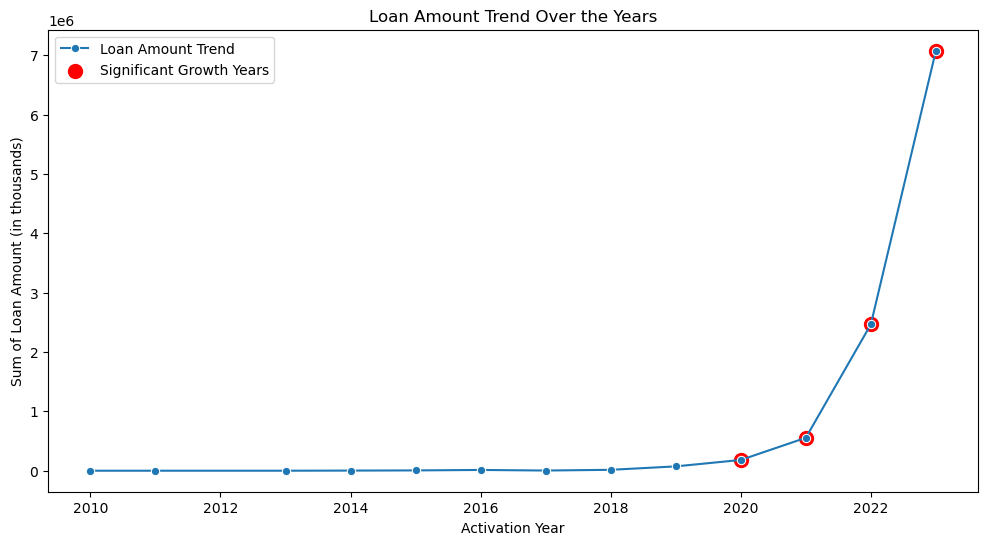 Loan Amount Trend Over the Years
1e6
Loan Amount Trend
Significant Growth Years
7
6
5
4
3
2
1
0
Sum of Loan Amount (in thousands)
2010 2012 2014 2016 2018 2020 2022
Activation Year